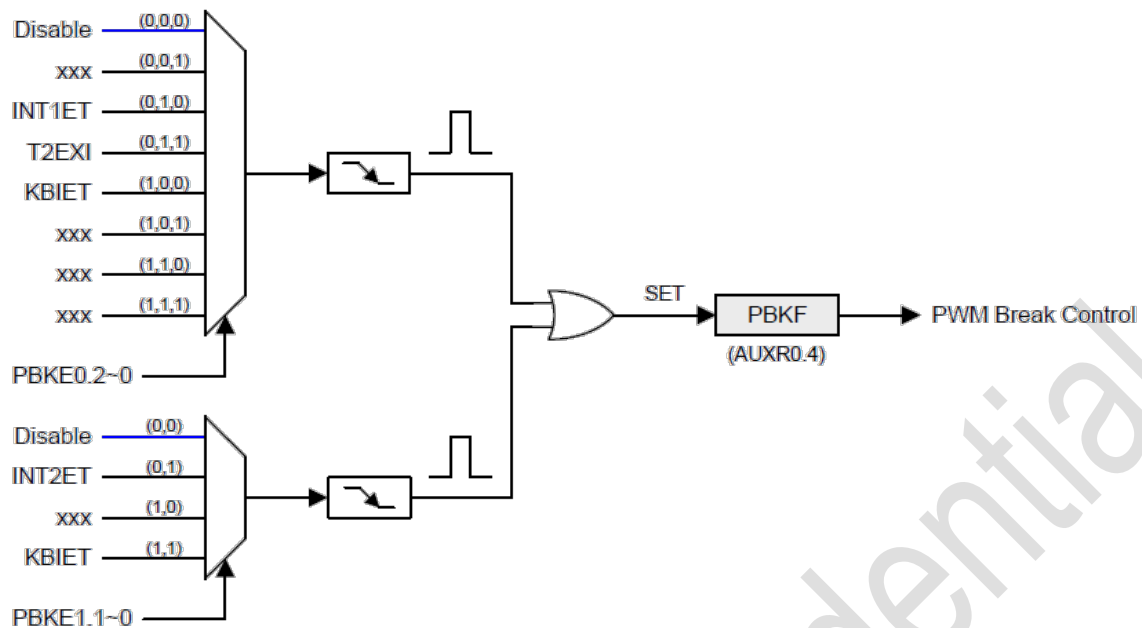 Disable (0,0,0)
xxx (0,0,1)
INT1ET (0,1,0)
T2EXI (0,1,1)
KBIET (1,0,0)
xxx (1,0,1)
xxx (1,1,0)
xxx (1,1,1)
PBKE0.2~0
SET
PBKF
(AUXR0.4)
PWM Break Control
Disable (0,0)
INT2ET (0,1)
xxx (1,0)
KBIET (1,1)
PBKE1.1~0
dential